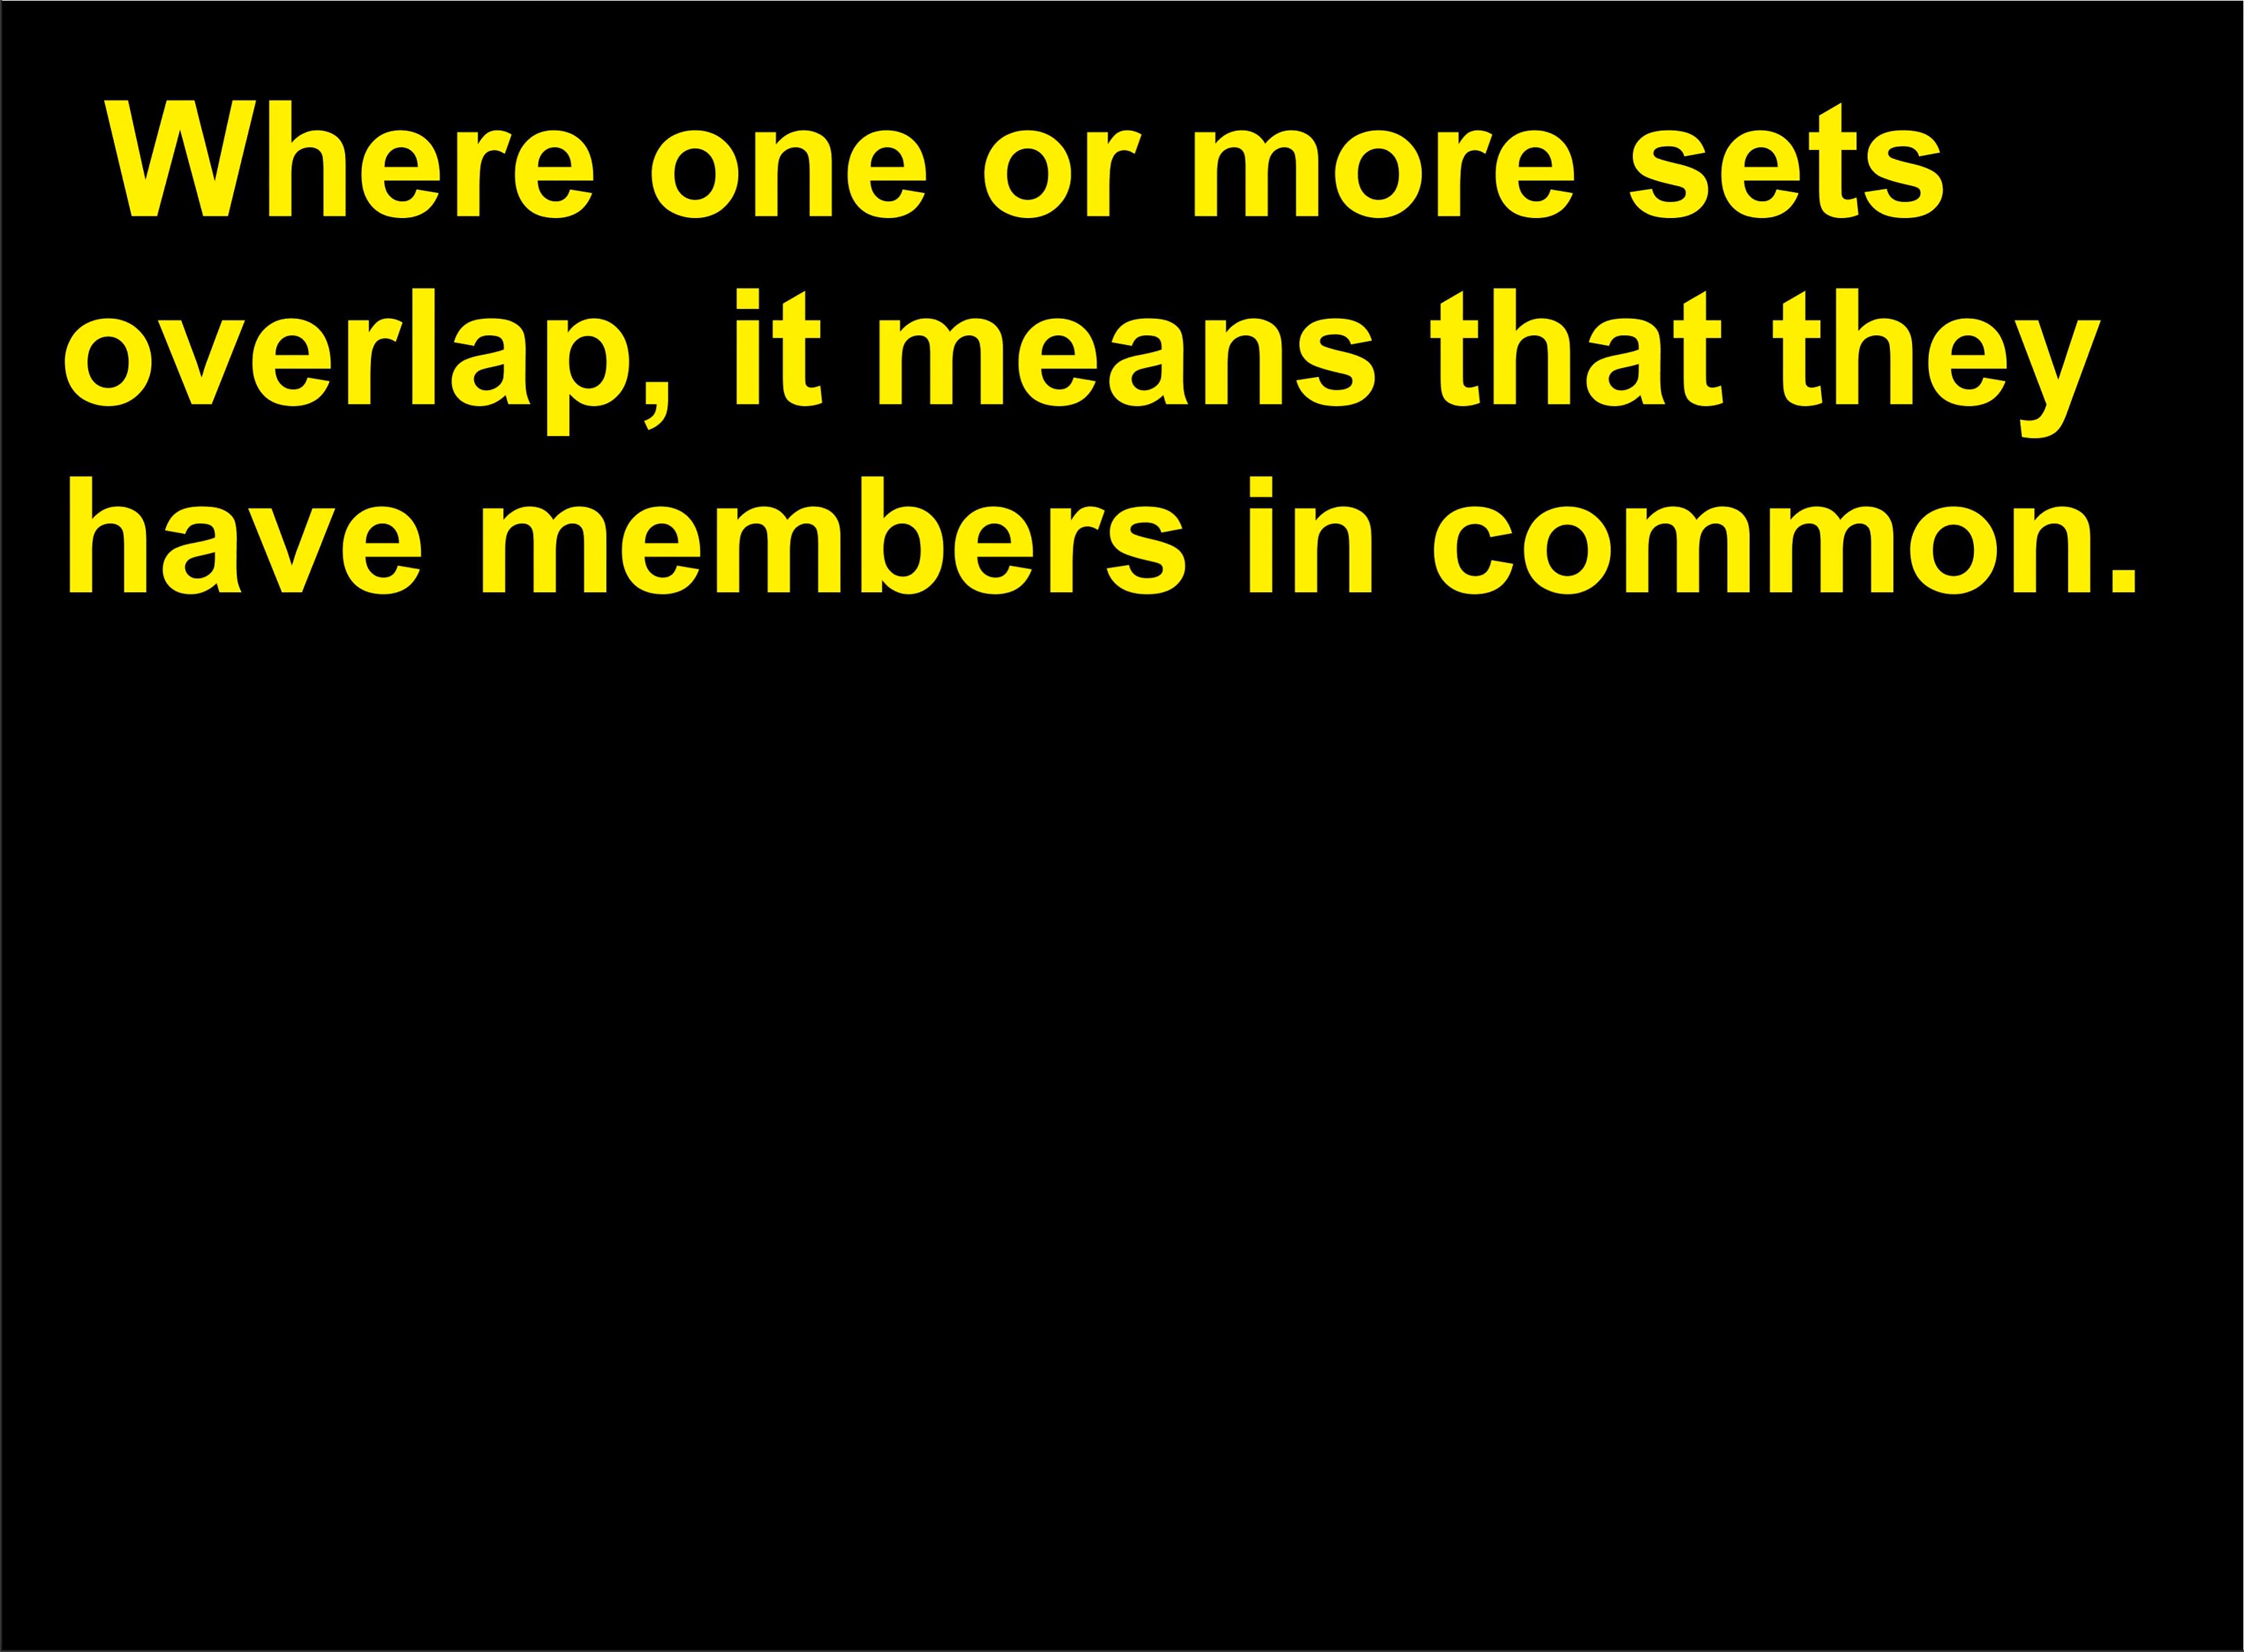 Where one or more sets
overlap, it means that they
have members in common.